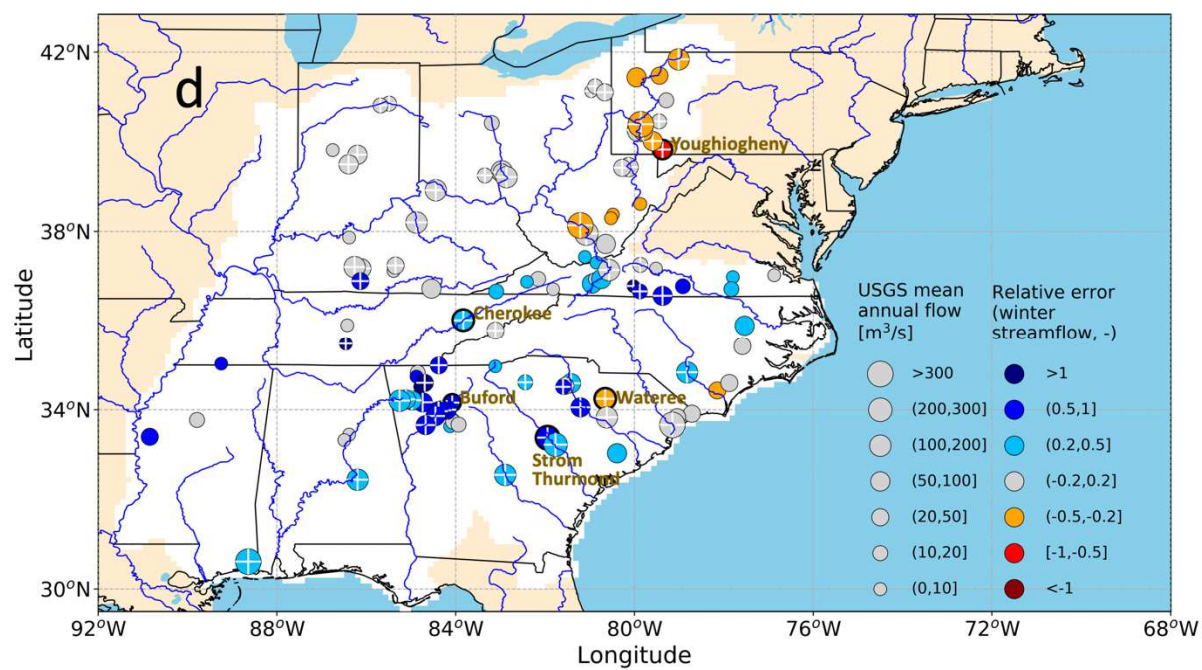 d
42°N
38°N
34°N
30°N
Latitude
92°W
88°W
84°W
80°W
76°W
72°W
68°W
Longitude
Youghiogheny
Cherokee
Buford
Wateree
Strom
Thurmond
USGS mean
annual flow
[m³/s]
>300
(200,300]
(100,200]
(50,100]
(20,50]
(10,20]
(0,10]
Relative error
(winter
streamflow, -)
>1
(0.5,1]
(0.2,0.5]
(-0.2,0.2]
(-0.5,-0.2]
[-1,-0.5]
<-1